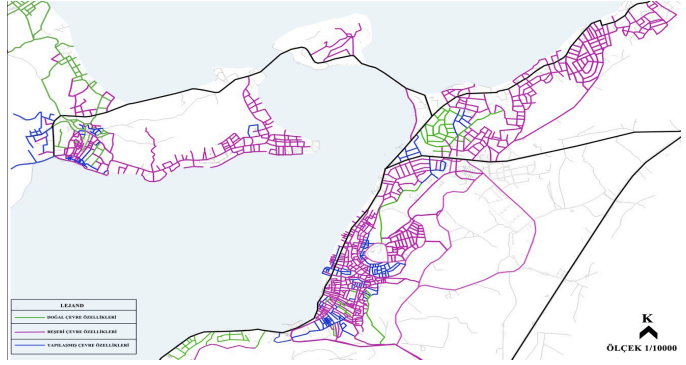 LEJAND
DOĞAL ÇEVRE ÖZELLİKLERİ
BEŞERİ ÇEVRE ÖZELLİKLERİ
YAPILAŞMIŞ ÇEVRE ÖZELLİKLERİ
K
ÖLÇEK 1/10000